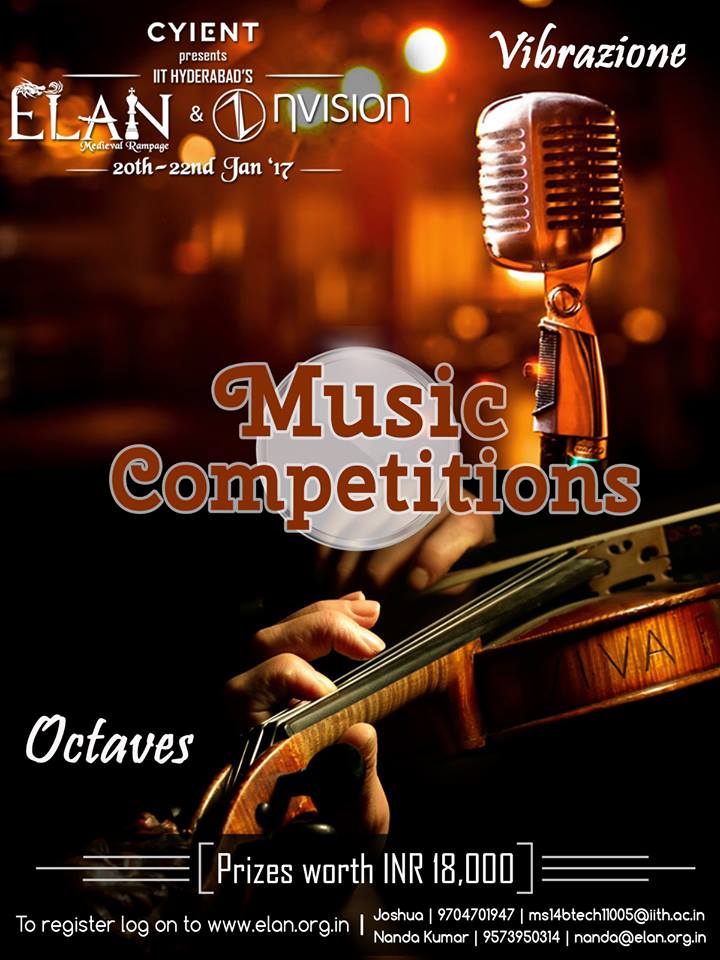 CYIENT
presents
IIT HYDERABAD'S
ELAN & ηvision
Medieval Rampage
20th-22nd Jan '17
Vibrazione
Music
Competitions
VIVA
Octaves
[Prizes worth INR 18,000]
To register log on to www.elan.org.in |
Joshua | 9704701947 | ms14btech11005@iith.ac.in
Nanda Kumar | 9573950314 | nanda@elan.org.in